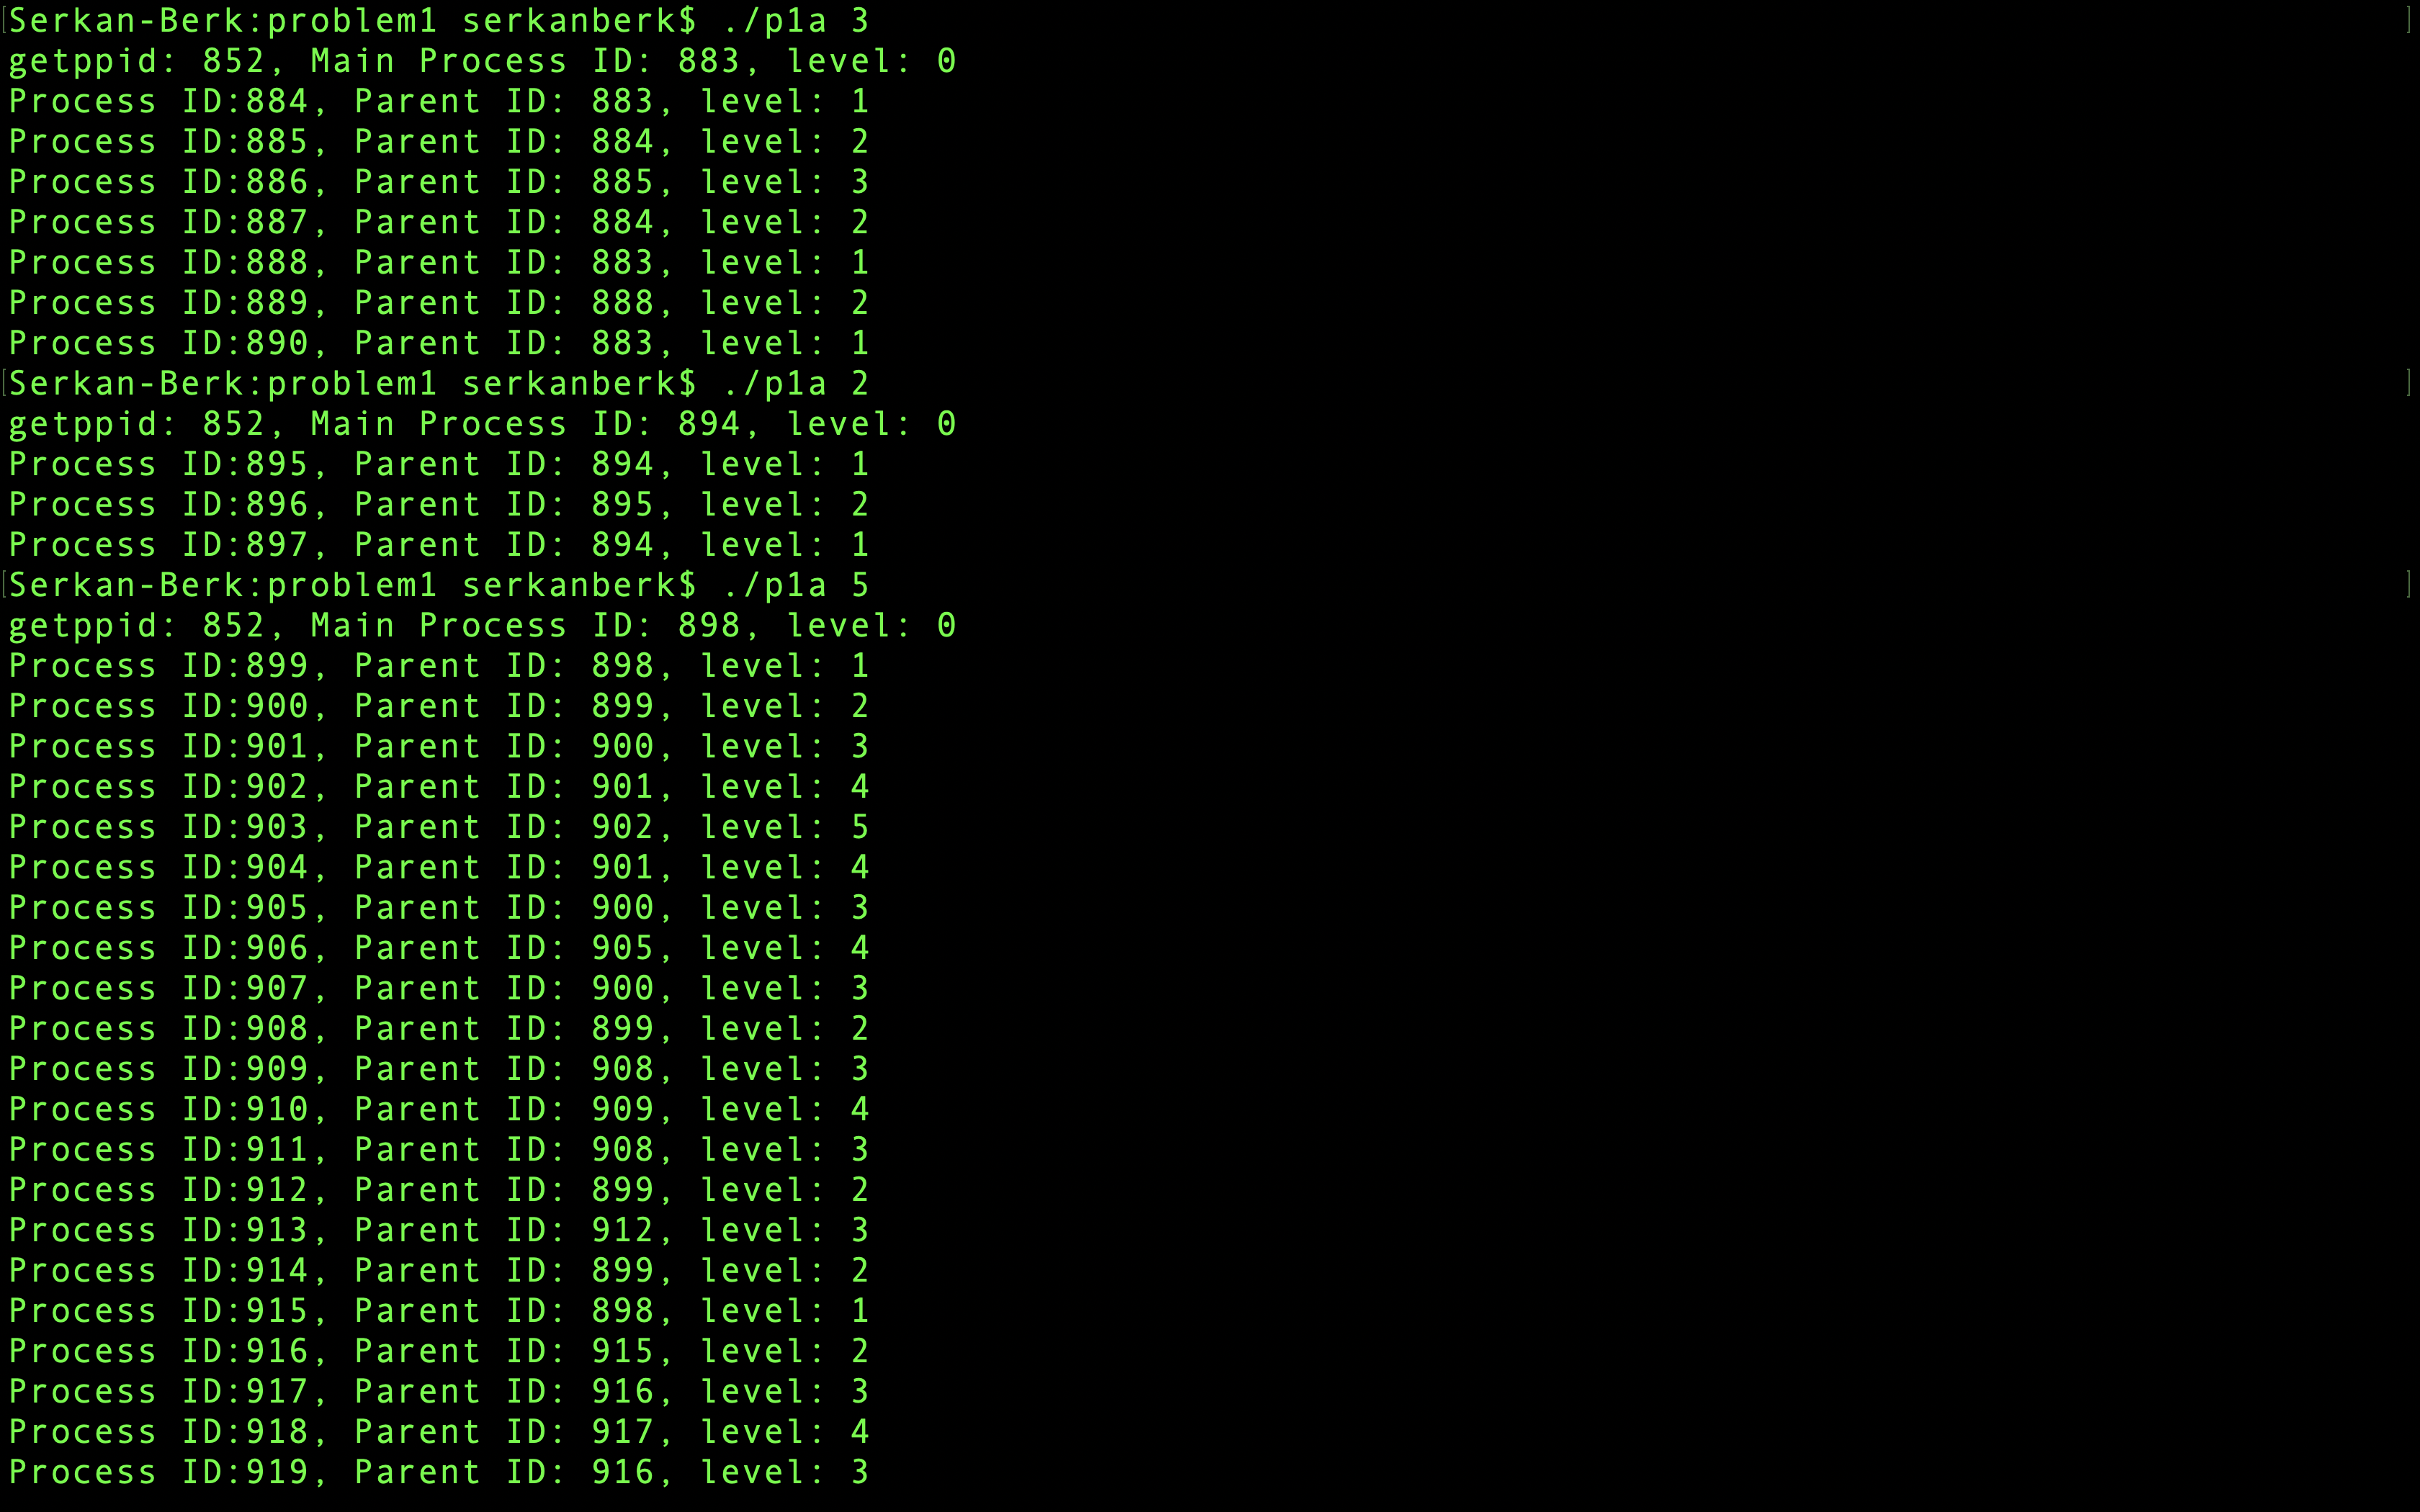 [Serkan-Berk:problem1 serkanberk$ ./p1a 3 ]
getppid: 852, Main Process ID: 883, level: 0
Process ID:884, Parent ID: 883, level: 1
Process ID:885, Parent ID: 884, level: 2
Process ID:886, Parent ID: 885, level: 3
Process ID:887, Parent ID: 884, level: 2
Process ID:888, Parent ID: 883, level: 1
Process ID:889, Parent ID: 888, level: 2
Process ID:890, Parent ID: 883, level: 1
[Serkan-Berk:problem1 serkanberk$ ./p1a 2 ]
getppid: 852, Main Process ID: 894, level: 0
Process ID:895, Parent ID: 894, level: 1
Process ID:896, Parent ID: 895, level: 2
Process ID:897, Parent ID: 894, level: 1
[Serkan-Berk:problem1 serkanberk$ ./p1a 5 ]
getppid: 852, Main Process ID: 898, level: 0
Process ID:899, Parent ID: 898, level: 1
Process ID:900, Parent ID: 899, level: 2
Process ID:901, Parent ID: 900, level: 3
Process ID:902, Parent ID: 901, level: 4
Process ID:903, Parent ID: 902, level: 5
Process ID:904, Parent ID: 901, level: 4
Process ID:905, Parent ID: 900, level: 3
Process ID:906, Parent ID: 905, level: 4
Process ID:907, Parent ID: 900, level: 3
Process ID:908, Parent ID: 899, level: 2
Process ID:909, Parent ID: 908, level: 3
Process ID:910, Parent ID: 909, level: 4
Process ID:911, Parent ID: 908, level: 3
Process ID:912, Parent ID: 899, level: 2
Process ID:913, Parent ID: 912, level: 3
Process ID:914, Parent ID: 899, level: 2
Process ID:915, Parent ID: 898, level: 1
Process ID:916, Parent ID: 915, level: 2
Process ID:917, Parent ID: 916, level: 3
Process ID:918, Parent ID: 917, level: 4
Process ID:919, Parent ID: 916, level: 3